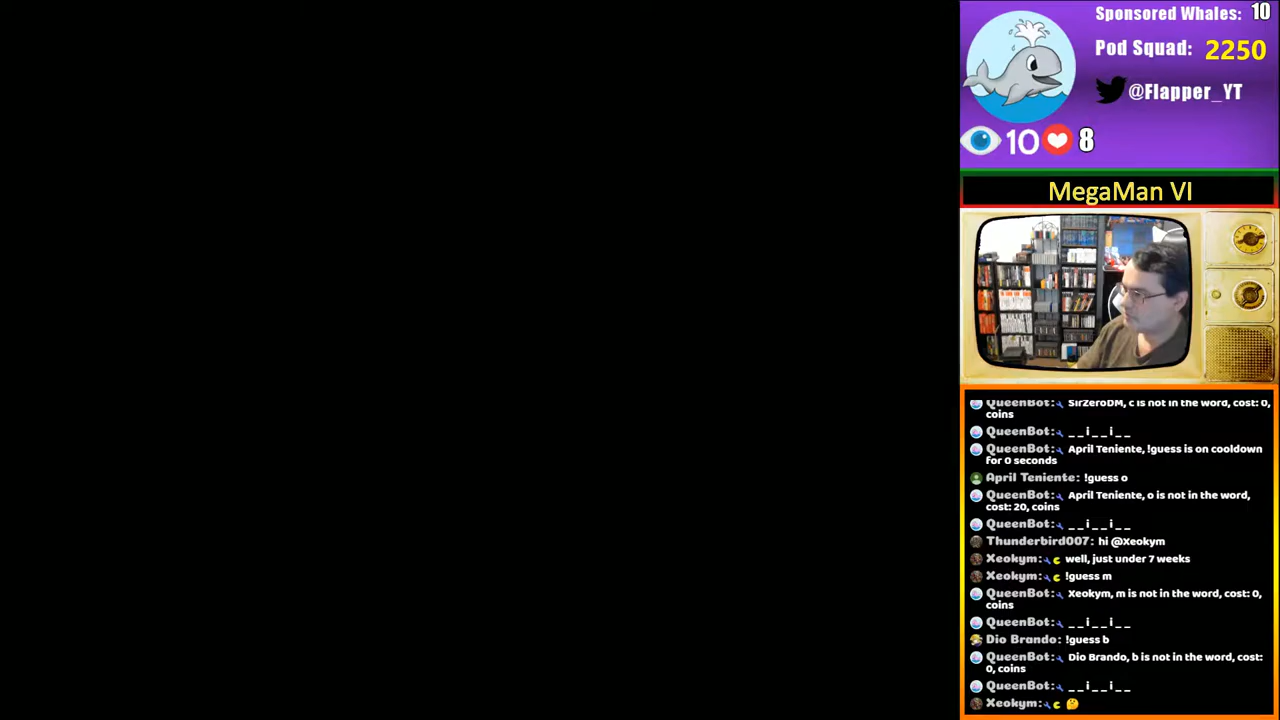 Sponsored Whales: 10
Pod Squad: 2250
@Flapper_YT
10 8
MegaMan VI
QueenBot: SirZeroDM, c is not in the word, cost: 0,
coins
QueenBot: _ _ i _ _ i _ _
QueenBot: April Teniente, !guess is on cooldown
for 0 seconds
April Teniente: !guess o
QueenBot: April Teniente, o is not in the word,
cost: 20, coins
QueenBot: _ _ i _ _ i _ _
Thunderbird007: hi @Xeokym
Xeokym: well, just under 7 weeks
Xeokym: !guess m
QueenBot: Xeokym, m is not in the word, cost: 0,
coins
QueenBot: _ _ i _ _ i _ _
Dio Brando: !guess b
QueenBot: Dio Brando, b is not in the word, cost:
0, coins
QueenBot: _ _ i _ _ i _ _
Xeokym: 🤔